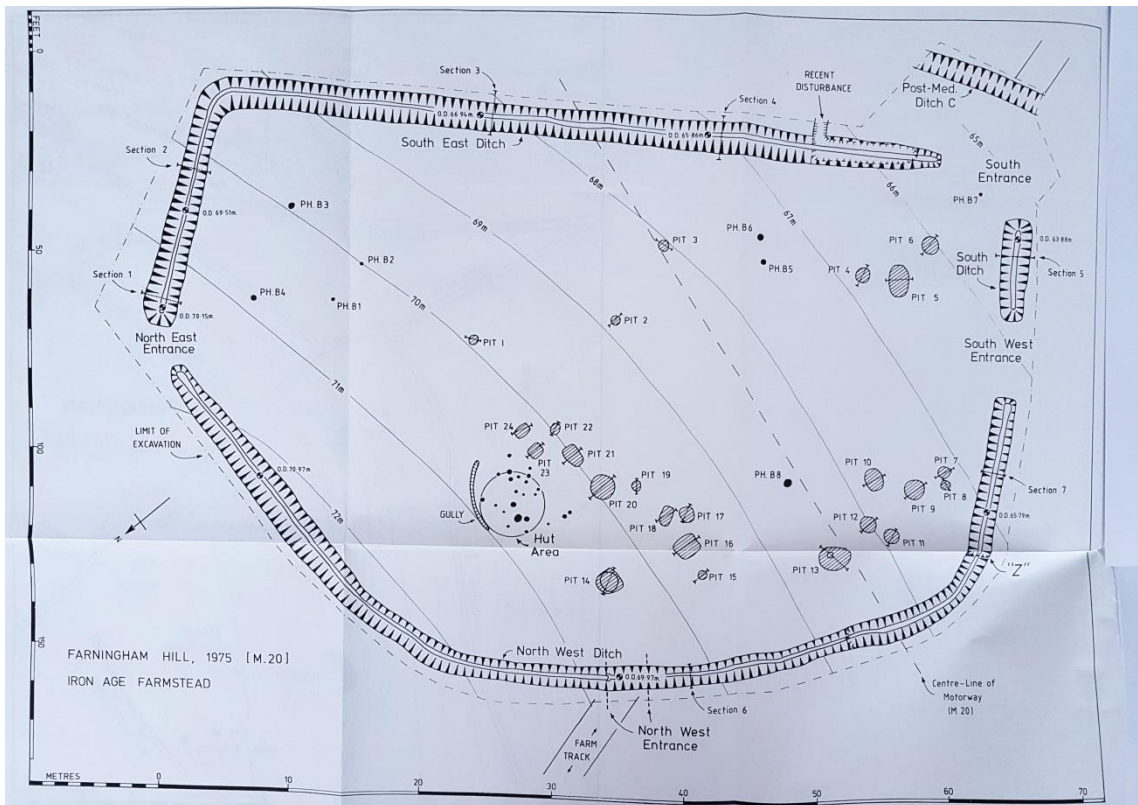 FEET
0
50
100
150
METRES
0
10
20
30
40
50
60
70
Section 3
Section 4
RECENT
DISTURBANCE
Post-Med.
Ditch C
O.D. 66·94m.
South East Ditch
O.D. 65·86m
65m
66m
67m
68m
69m
70m
71m
72m
Section 2
O.D. 69·51m
Section 1
O.D. 70·15m
North East
Entrance
PH. B3
PH. B2
PH. B4
PH. B1
PIT 3
PH. B6
PH. B5
PIT 6
PIT 4
PIT 5
South
Entrance
PH. B7
O.D. 63·88m
South
Ditch
Section 5
South West
Entrance
PIT 2
PIT 1
LIMIT OF
EXCAVATION
O.D. 70·97m
PIT 24
PIT 22
PIT 21
PIT
23
PIT 19
PIT
20
PH. B8
PIT 10
PIT 7
PIT 8
PIT
9
Section 7
GULLY
Hut
Area
PIT 18
PIT 17
PIT 16
PIT 12
PIT 11
O.D. 65·79m
PIT 13
"Z"
PIT 14
PIT 15
N
FARNINGHAM HILL, 1975 [M.20]
IRON AGE FARMSTEAD
North West Ditch
O.D. 69·97m
Section 6
North West
Entrance
FARM
TRACK
Centre-Line of
Motorway
(M.20)